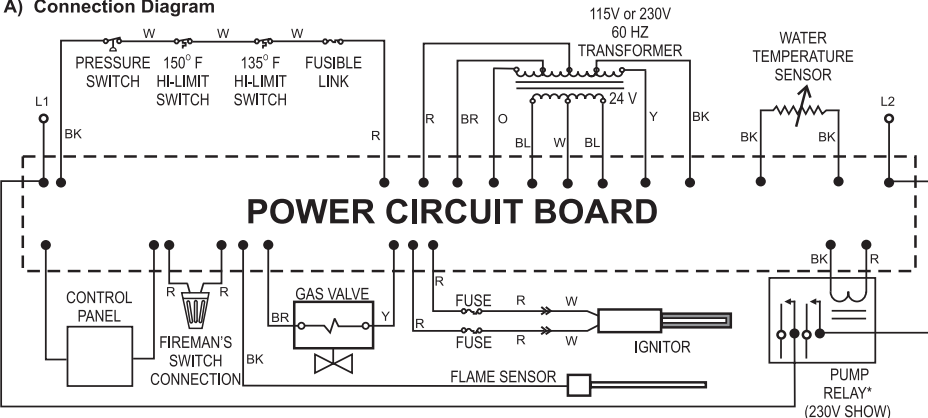 A) Connection Diagram
115V or 230V
60 HZ
TRANSFORMER
WATER
TEMPERATURE
SENSOR
W
W
W
PRESSURE
SWITCH
150° F
HI-LIMIT
SWITCH
135° F
HI-LIMIT
SWITCH
FUSIBLE
LINK
24 V
L1
L2
BK
R
R
BR
O
BL
W
BL
Y
BK
BK
BK
POWER CIRCUIT BOARD
CONTROL
PANEL
R
R
FIREMAN'S
SWITCH
CONNECTION
BK
GAS VALVE
BR
Y
R
R
FUSE
R
W
FUSE
R
W
IGNITOR
FLAME SENSOR
BK
R
PUMP
RELAY*
(230V SHOW)